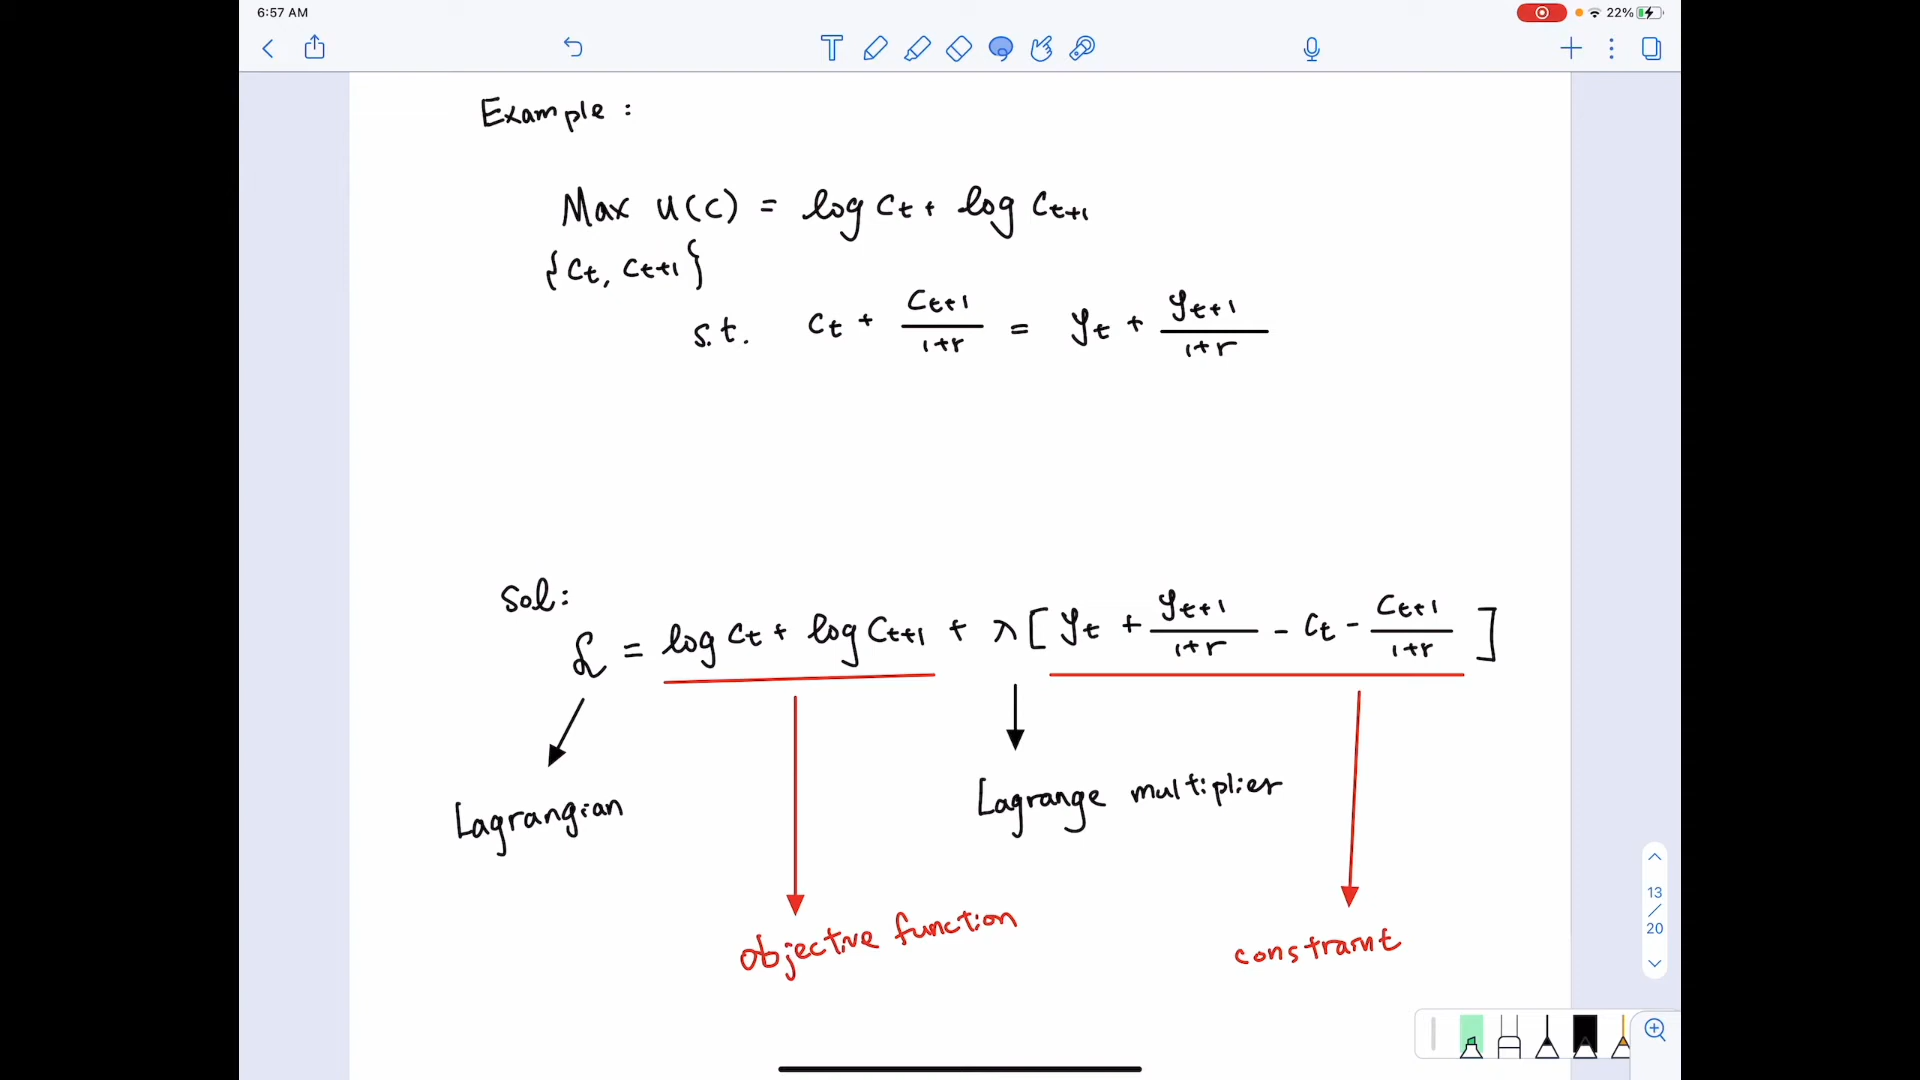 6:57 AM
22%
Example :
Max u(c) = log Ct + log Ct+1
{Ct, Ct+1}
s.t. Ct + Ct+1/1+r = yt + yt+1/1+r
Sol:
ℒ = log Ct + log Ct+1 + λ [ yt + yt+1/1+r - Ct - Ct+1/1+r ]
Lagrangian
Lagrange multiplier
objective function
constraint
13
/
20